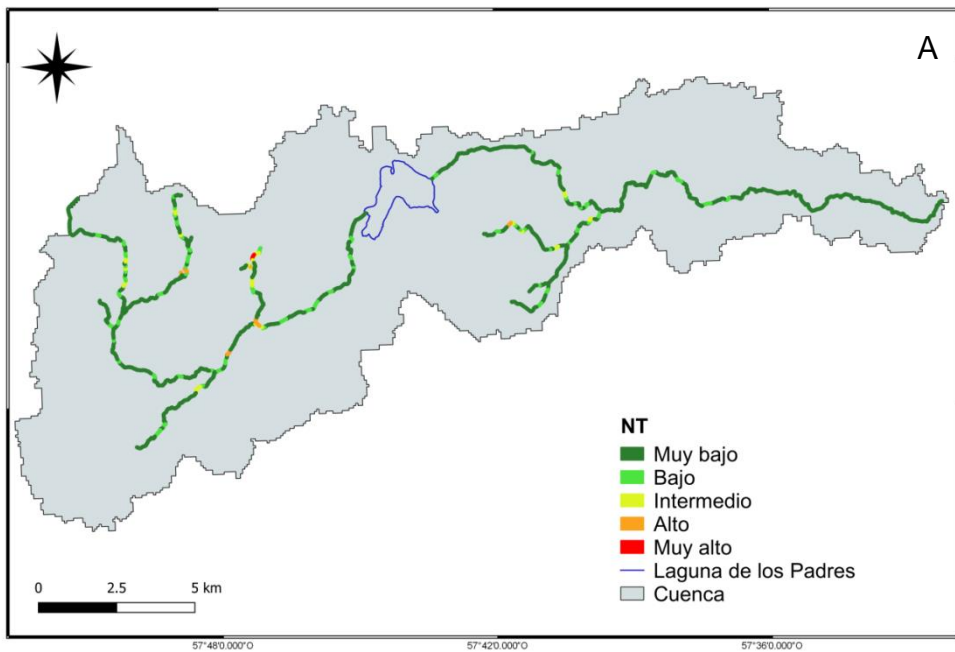 A
NT
Muy bajo
Bajo
Intermedio
Alto
Muy alto
Laguna de los Padres
Cuenca
0 2.5 5 km
57°48'0.000"O 57°42'0.000"O 57°36'0.000"O